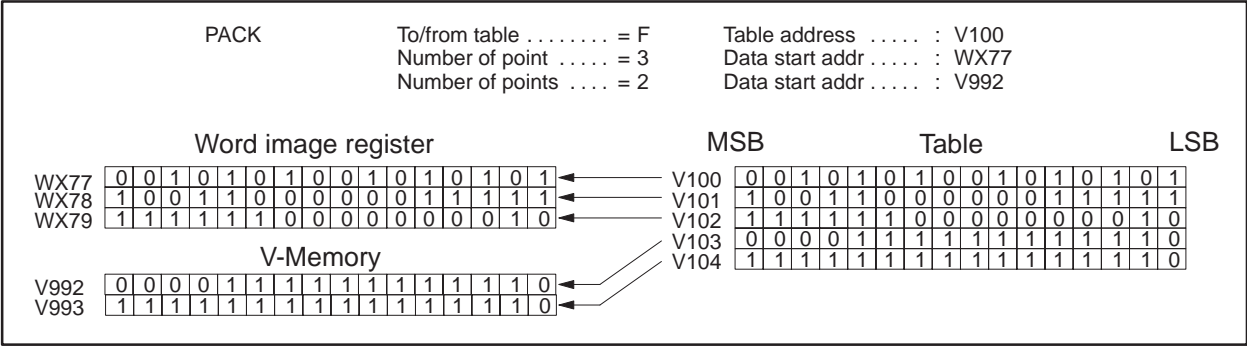 PACK To/from table . . . . . . . . = F Table address . . . . . : V100
Number of point . . . . . = 3 Data start addr . . . . . : WX77
Number of points . . . . = 2 Data start addr . . . . . : V992
Word image register MSB Table LSB
WX77 0 0 1 0 1 0 1 0 0 1 0 1 0 1 0 1 V100 0 0 1 0 1 0 1 0 0 1 0 1 0 1 0 1
WX78 1 0 0 1 1 0 0 0 0 0 0 1 1 1 1 1 V101 1 0 0 1 1 0 0 0 0 0 0 1 1 1 1 1
WX79 1 1 1 1 1 1 0 0 0 0 0 0 0 0 1 0 V102 1 1 1 1 1 1 0 0 0 0 0 0 0 0 1 0
V103 0 0 0 0 1 1 1 1 1 1 1 1 1 1 1 0
V-Memory V104 1 1 1 1 1 1 1 1 1 1 1 1 1 1 1 0
V992 0 0 0 0 1 1 1 1 1 1 1 1 1 1 1 0
V993 1 1 1 1 1 1 1 1 1 1 1 1 1 1 1 0